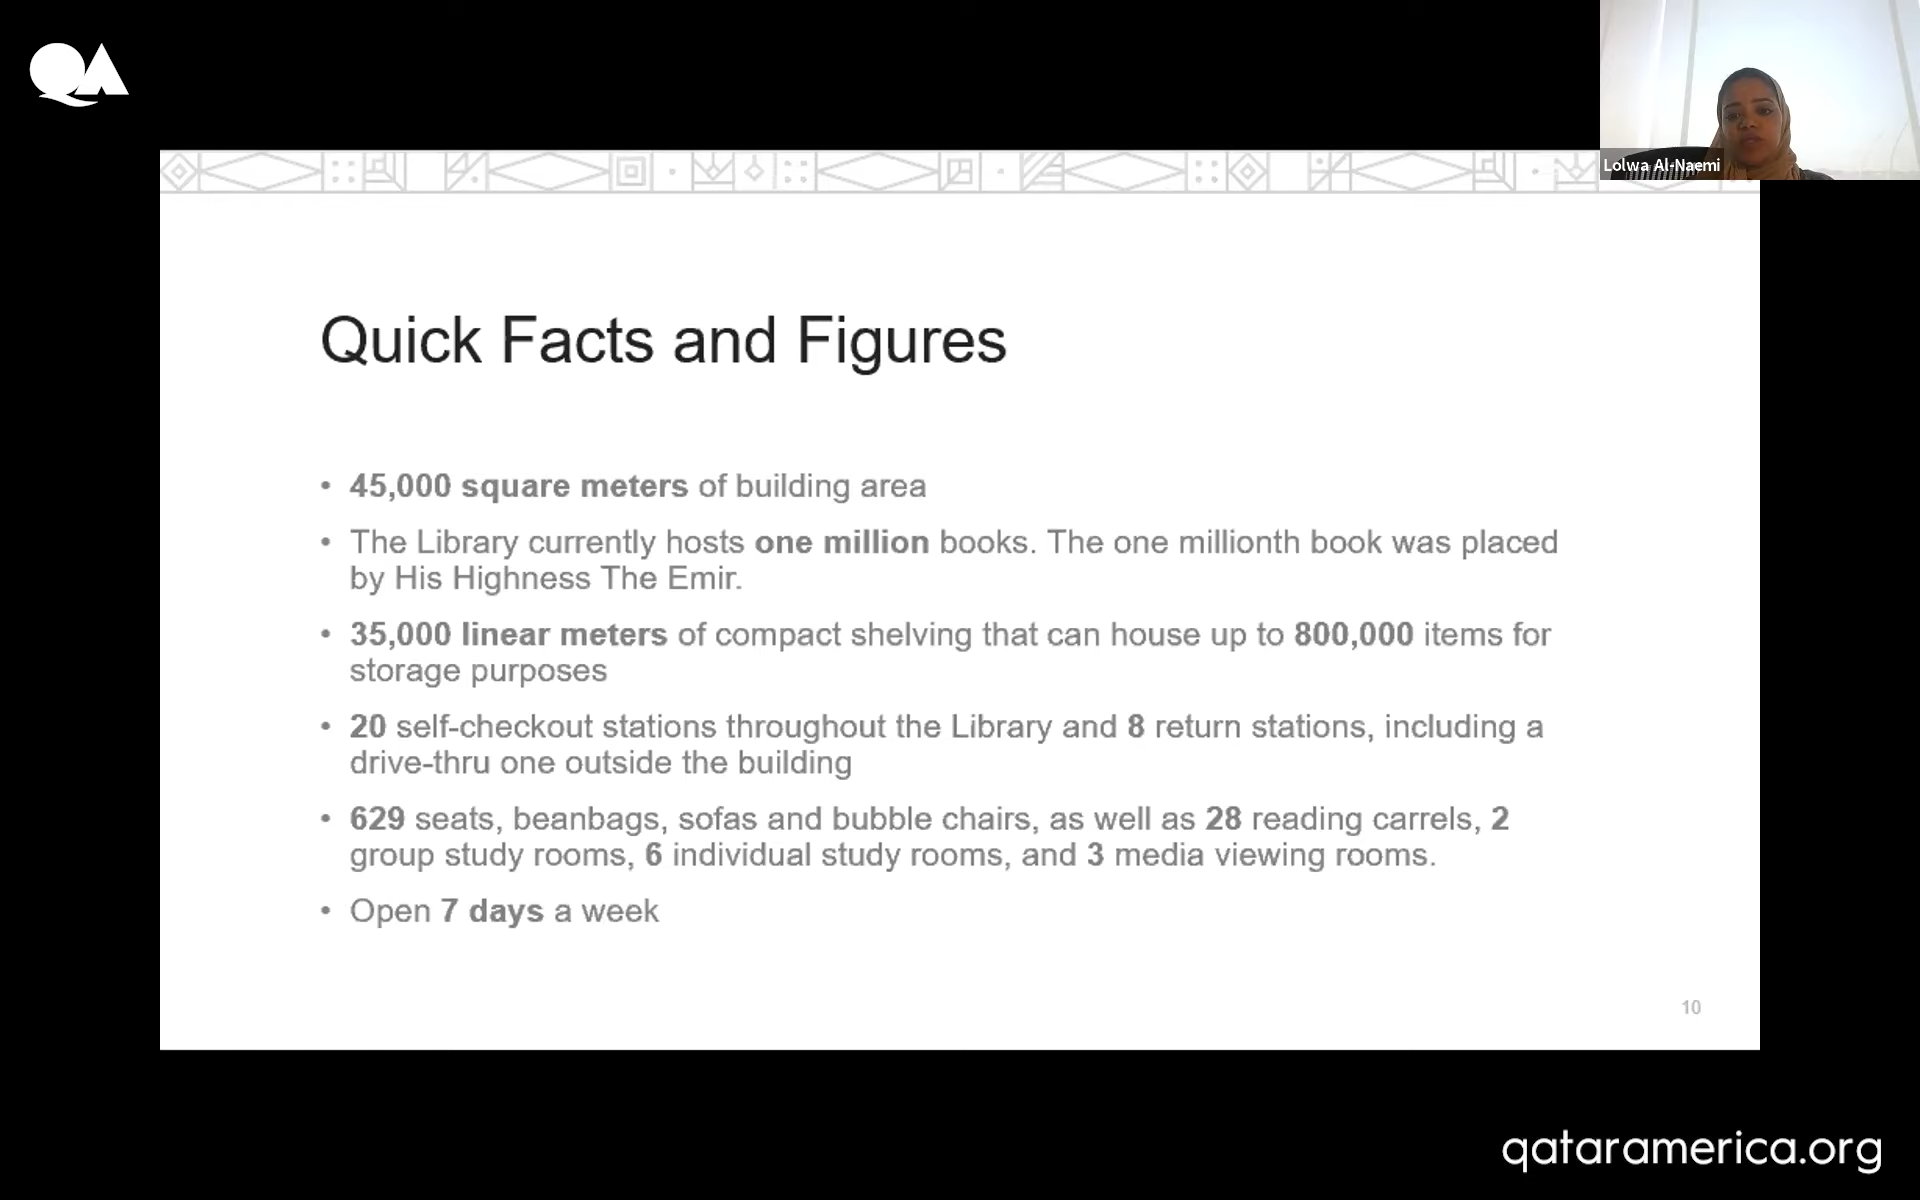 QA
Lolwa Al-Naemi
Quick Facts and Figures
• 45,000 square meters of building area
• The Library currently hosts one million books. The one millionth book was placed
by His Highness The Emir.
• 35,000 linear meters of compact shelving that can house up to 800,000 items for
storage purposes
• 20 self-checkout stations throughout the Library and 8 return stations, including a
drive-thru one outside the building
• 629 seats, beanbags, sofas and bubble chairs, as well as 28 reading carrels, 2
group study rooms, 6 individual study rooms, and 3 media viewing rooms.
• Open 7 days a week
10
qataramerica.org